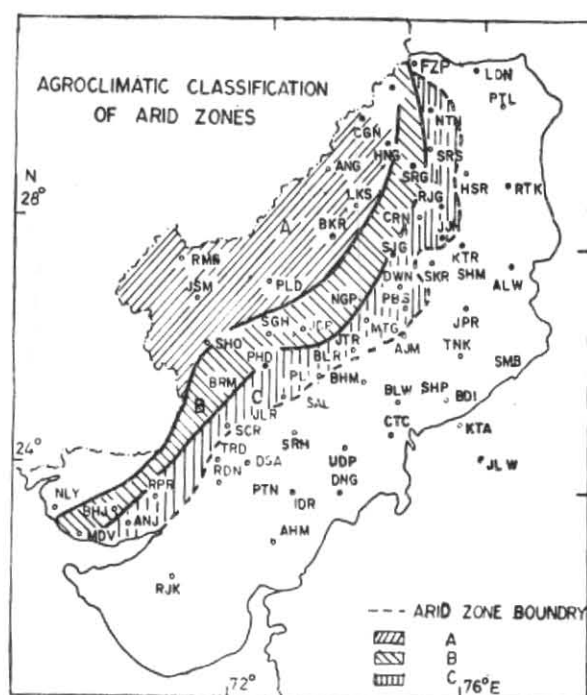 AGROCLIMATIC CLASSIFICATION
OF ARID ZONES
N
28°
24°
FZP
LDN
PTL
CGN
NTN
HNG
SRS
ANG
SRG
HSR
RTK
LKS
RJG
CRN
BKR
A
JJH
SJG
KTR
RMG
DWN
SKR
SHM
JSM
PLD
ALW
NGP
PBS
SGH
JDP
MTG
JPR
SHO
JTR
AJM
TNK
PHD
BLR
SMB
BRM
PLI
BHM
B
C
SHP
BDI
JLR
SAL
BLW
SCR
CTC
KTA
SRH
TRD
UDP
JLW
RDN
DSA
DNG
NLY
RPR
PTN
IDR
BHJ
ANJ
MDV
AHM
RJK
ARID ZONE BOUNDRY
A
B
C
72°
76°E